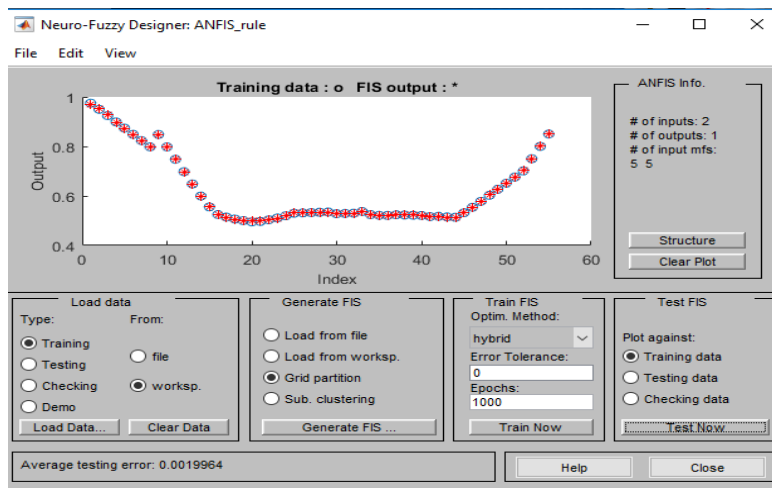 Neuro-Fuzzy Designer: ANFIS_rule
File Edit View
Training data : o   FIS output : *
1
0.8
0.6
0.4
Output
0 10 20 30 40 50 60
Index
ANFIS Info.
# of inputs: 2
# of outputs: 1
# of input mfs:
5 5
Structure
Clear Plot
Load data
Type: From:
Training
Testing
Checking
Demo
file
worksp.
Load Data...
Clear Data
Generate FIS
Load from file
Load from worksp.
Grid partition
Sub. clustering
Generate FIS ...
Train FIS
Optim. Method:
hybrid
Error Tolerance:
0
Epochs:
1000
Train Now
Test FIS
Plot against:
Training data
Testing data
Checking data
Test Now
Average testing error: 0.0019964
Help
Close